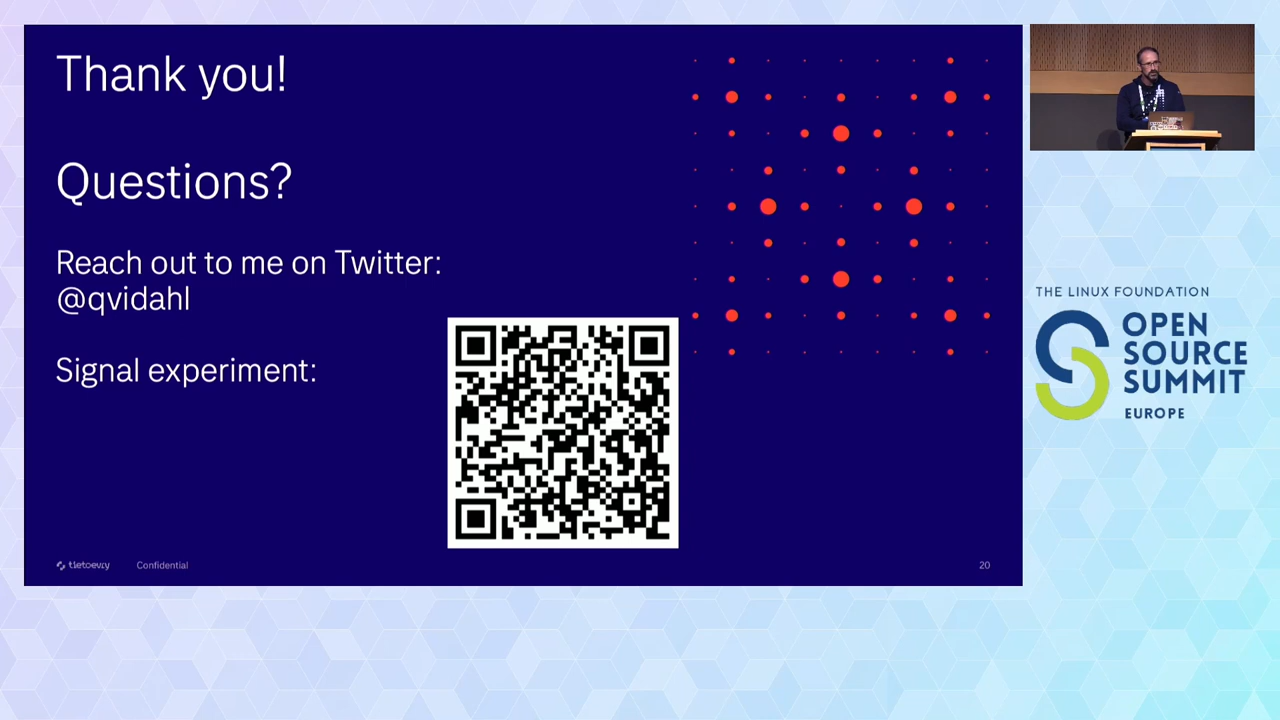 Thank you!
Questions?
Reach out to me on Twitter:
@qvidahl
Signal experiment:
tietoevry
Confidential
20
THE LINUX FOUNDATION
OPEN
SOURCE
SUMMIT
EUROPE